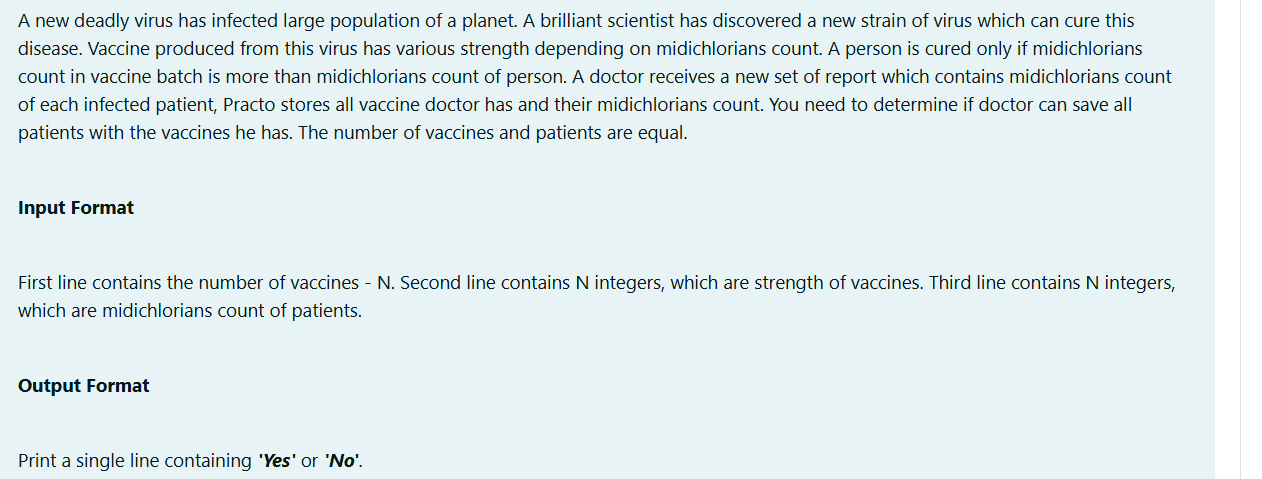 A new deadly virus has infected large population of a planet. A brilliant scientist has discovered a new strain of virus which can cure this
disease. Vaccine produced from this virus has various strength depending on midichlorians count. A person is cured only if midichlorians
count in vaccine batch is more than midichlorians count of person. A doctor receives a new set of report which contains midichlorians count
of each infected patient, Practo stores all vaccine doctor has and their midichlorians count. You need to determine if doctor can save all
patients with the vaccines he has. The number of vaccines and patients are equal.
Input Format
First line contains the number of vaccines - N. Second line contains N integers, which are strength of vaccines. Third line contains N integers,
which are midichlorians count of patients.
Output Format
Print a single line containing 'Yes' or 'No'.